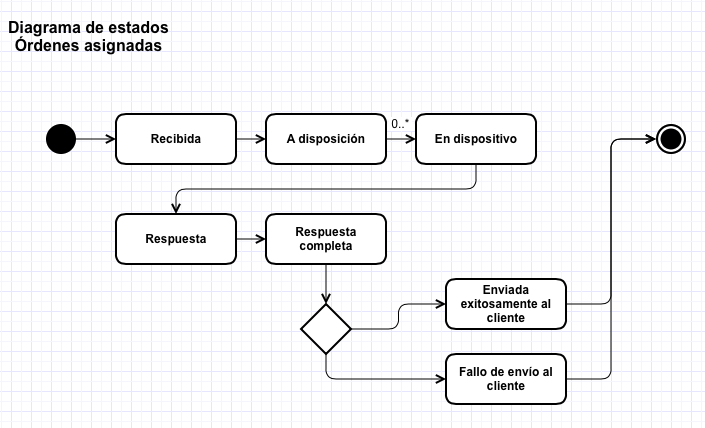 Diagrama de estados
Órdenes asignadas
Recibida
A disposición
0..*
En dispositivo
Respuesta
Respuesta
completa
Enviada
exitosamente al
cliente
Fallo de envío al
cliente